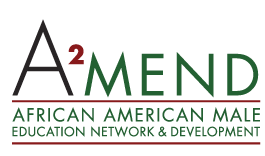 A²MEND
AFRICAN AMERICAN MALE
EDUCATION NETWORK & DEVELOPMENT